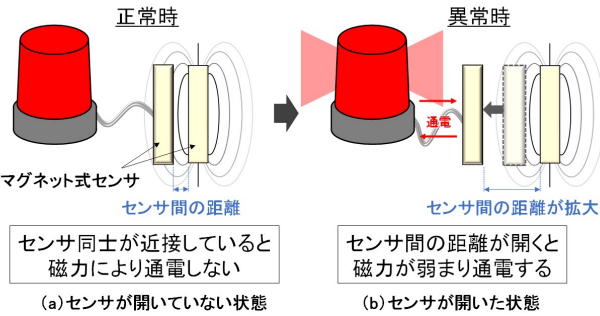 正常時
異常時
通電
マグネット式センサ
センサ間の距離
センサ間の距離が拡大
センサ同士が近接していると
磁力により通電しない
センサ間の距離が開くと
磁力が弱まり通電する
(a)センサが開いていない状態
(b)センサが開いた状態